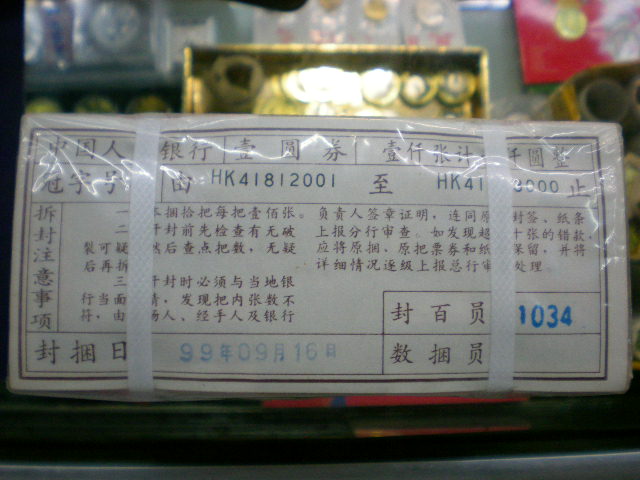 中国人 银行 壹圆券 壹仟张计 仟圆整
冠字号 由 HK41812001 至 HK41 3000 止
拆封注意事项
一 本捆拾把每把壹佰张。
二 开封前先检查有无破
裂可疑 然后查点把数,无疑
后再拆
三 开封时必须与当地银
行当面 清,发现把内张数不
符,由 场人、经手人及银行
负责人签章证明,连同原 封签、纸条
上报分行审查。如发现超 十张的错款,
应将原捆、原把票券和纸 保留,并将
详细情况逐级上报总行审 处理。
封百员 1034
封捆日 99年09月16日 数捆员